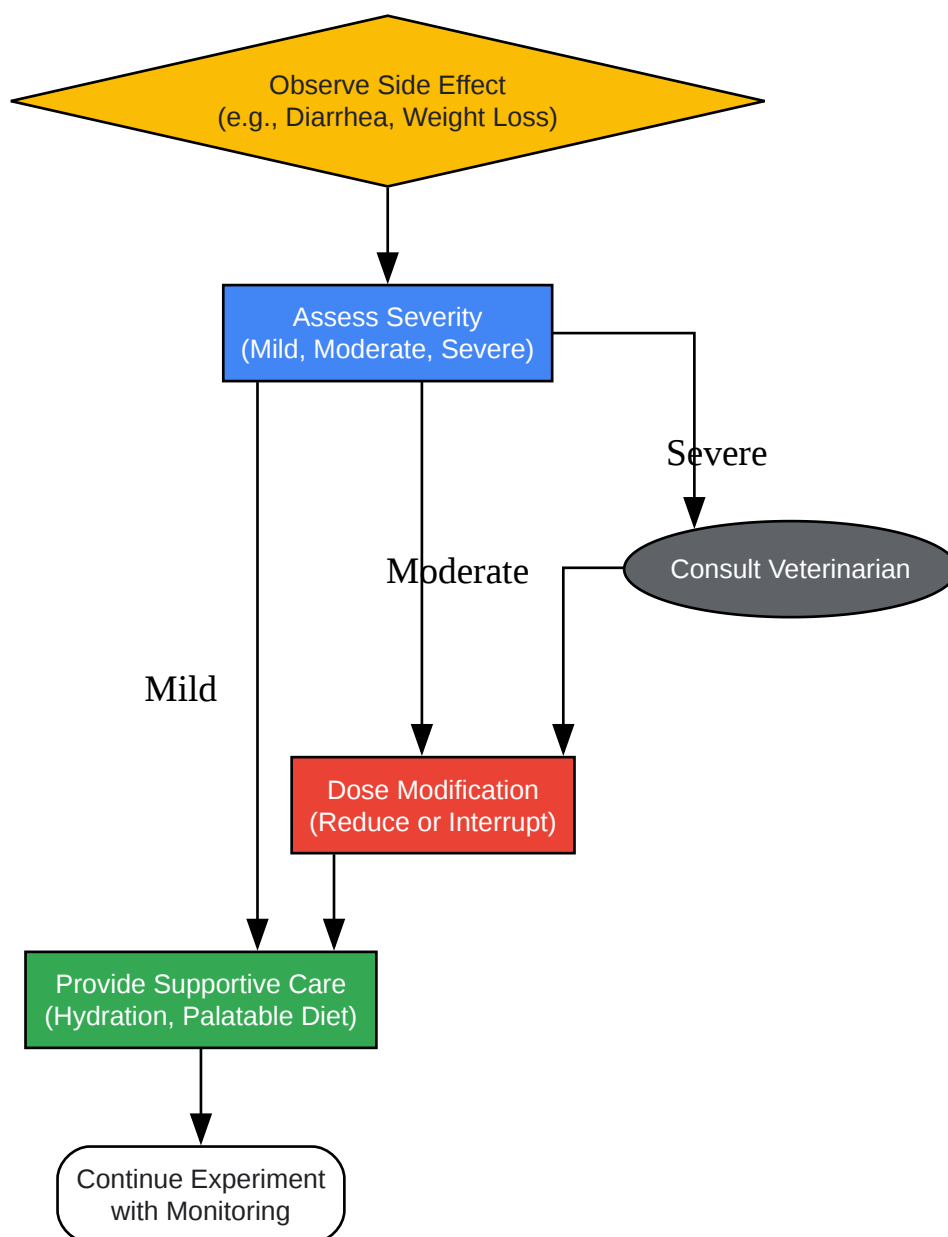 Observe Side Effect
(e.g., Diarrhea, Weight Loss)
Assess Severity
(Mild, Moderate, Severe)
Severe
Consult Veterinarian
Moderate
Mild
Dose Modification
(Reduce or Interrupt)
Provide Supportive Care
(Hydration, Palatable Diet)
Continue Experiment
with Monitoring